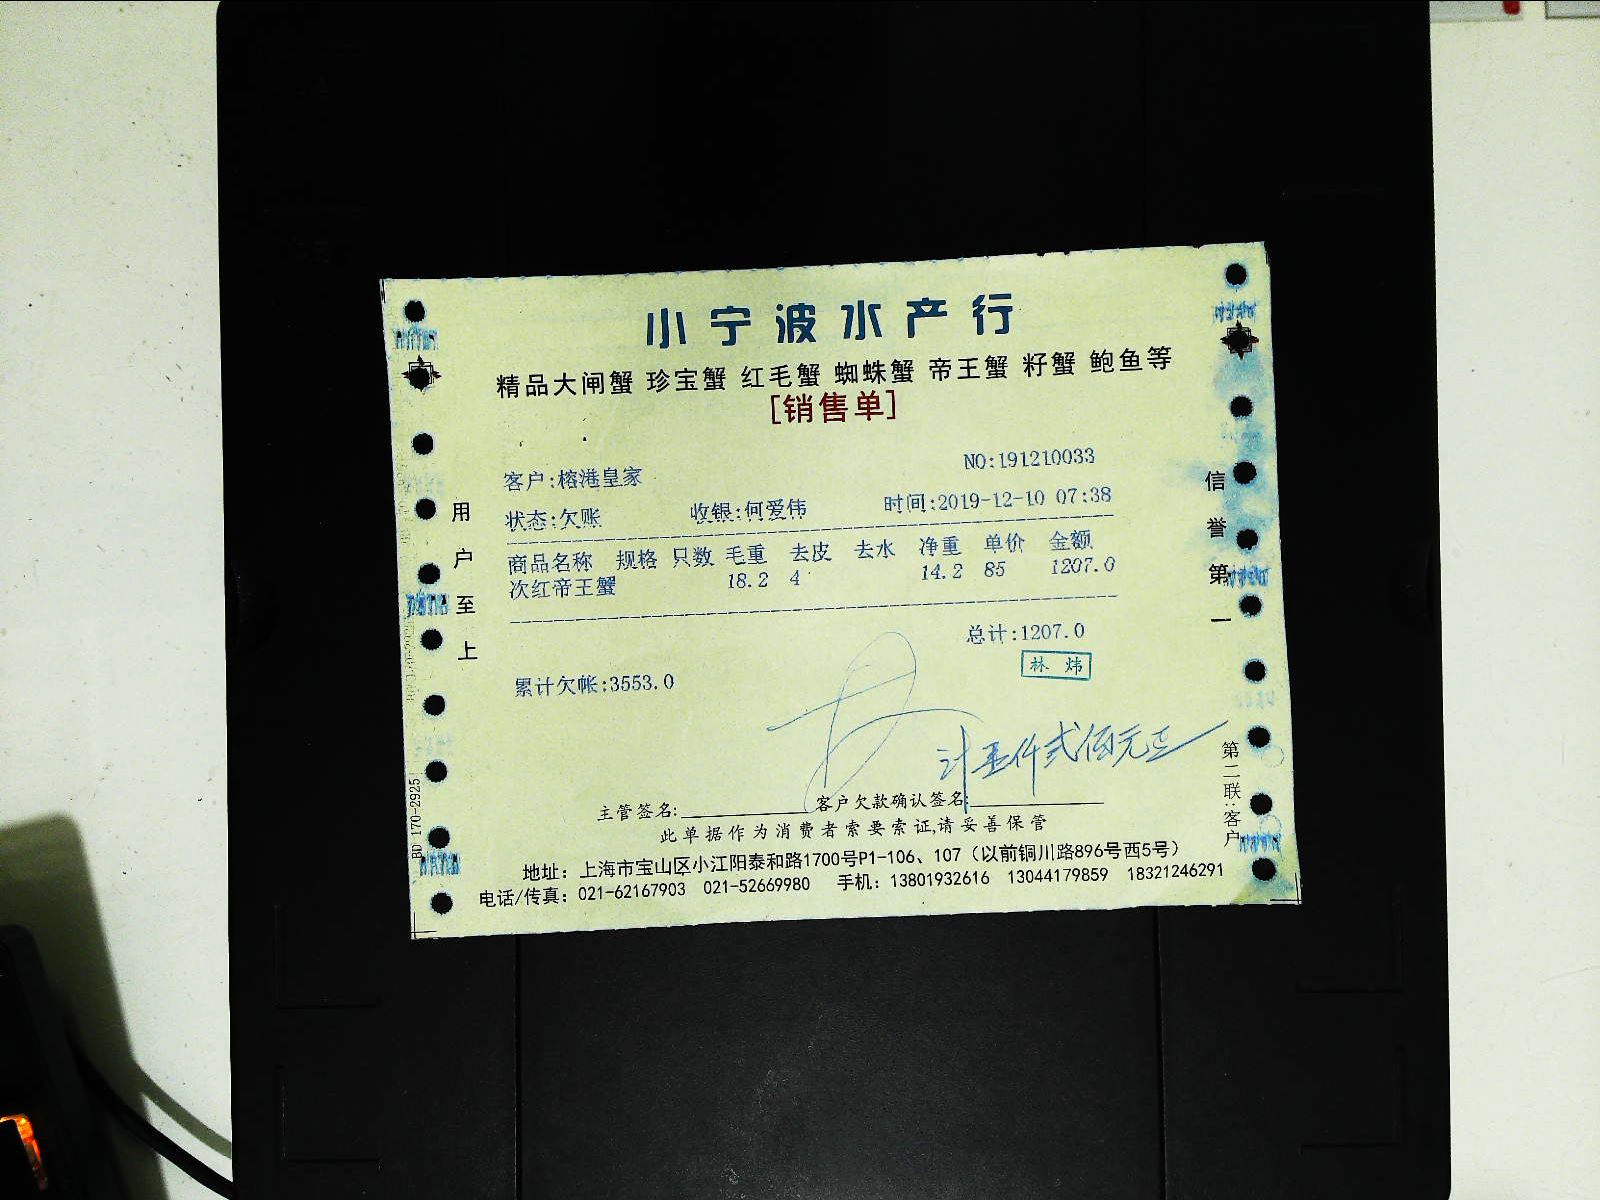 小宁波水产行
精品大闸蟹 珍宝蟹 红毛蟹 蜘蛛蟹 帝王蟹 籽蟹 鲍鱼等
[销售单]
NO:191210033
客户:榕港皇家
状态:欠账 收银:何爱伟 时间:2019-12-10 07:38
商品名称 规格 只数 毛重 去皮 去水 净重 单价 金额
次红帝王蟹 18.2 4 14.2 85 1207.0
总计:1207.0
林炜
累计欠帐:3553.0
计 仟弍佰元正
主管签名: 客户欠款确认签名:
此单据作为消费者索要索证,请妥善保管
地址：上海市宝山区小江阳泰和路1700号P1-106、107（以前铜川路896号西5号）
电话/传真：021-62167903 021-52669980 手机：13801932616 13044179859 18321246291
用户至上
信誉第一
第二联:客户
BD 170-2925